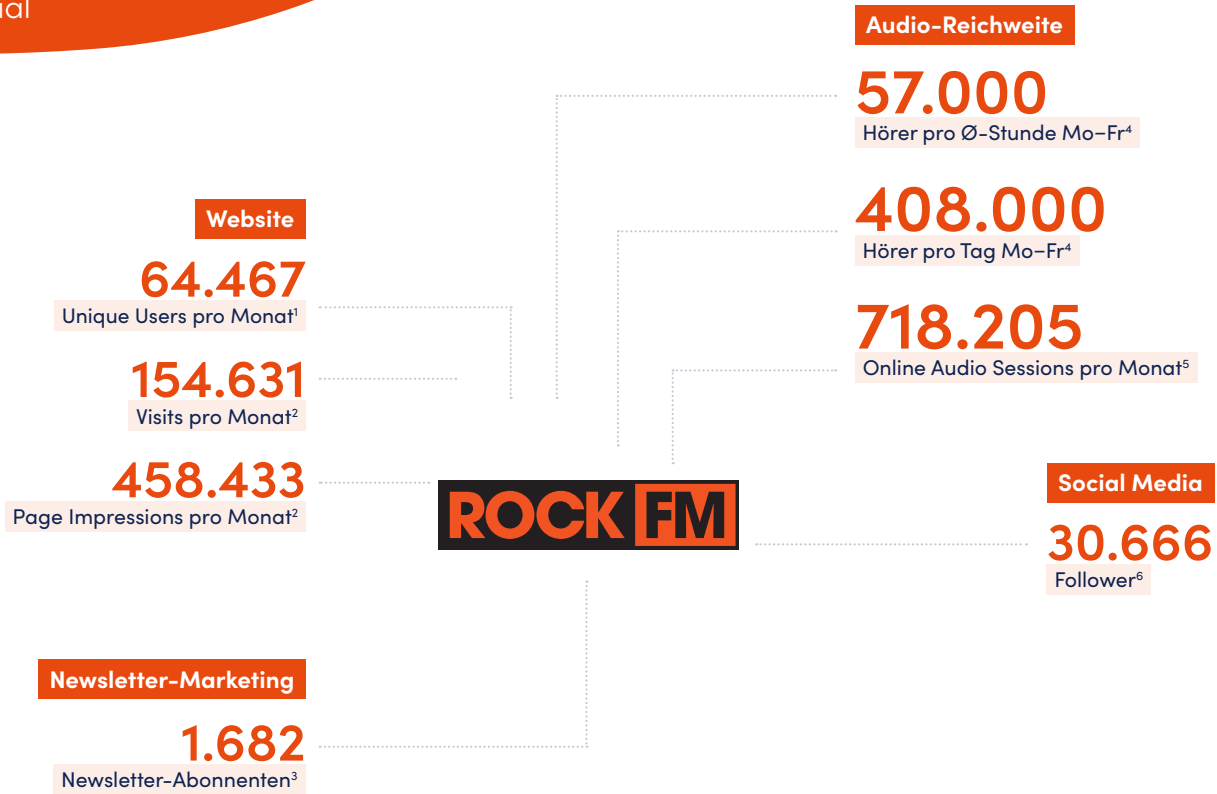 Audio-Reichweite
57.000
Hörer pro Ø-Stunde Mo–Fr⁴
408.000
Hörer pro Tag Mo–Fr⁴
718.205
Online Audio Sessions pro Monat⁵
Website
64.467
Unique Users pro Monat¹
154.631
Visits pro Monat²
458.433
Page Impressions pro Monat²
ROCK FM
Social Media
30.666
Follower⁶
Newsletter-Marketing
1.682
Newsletter-Abonnenten³